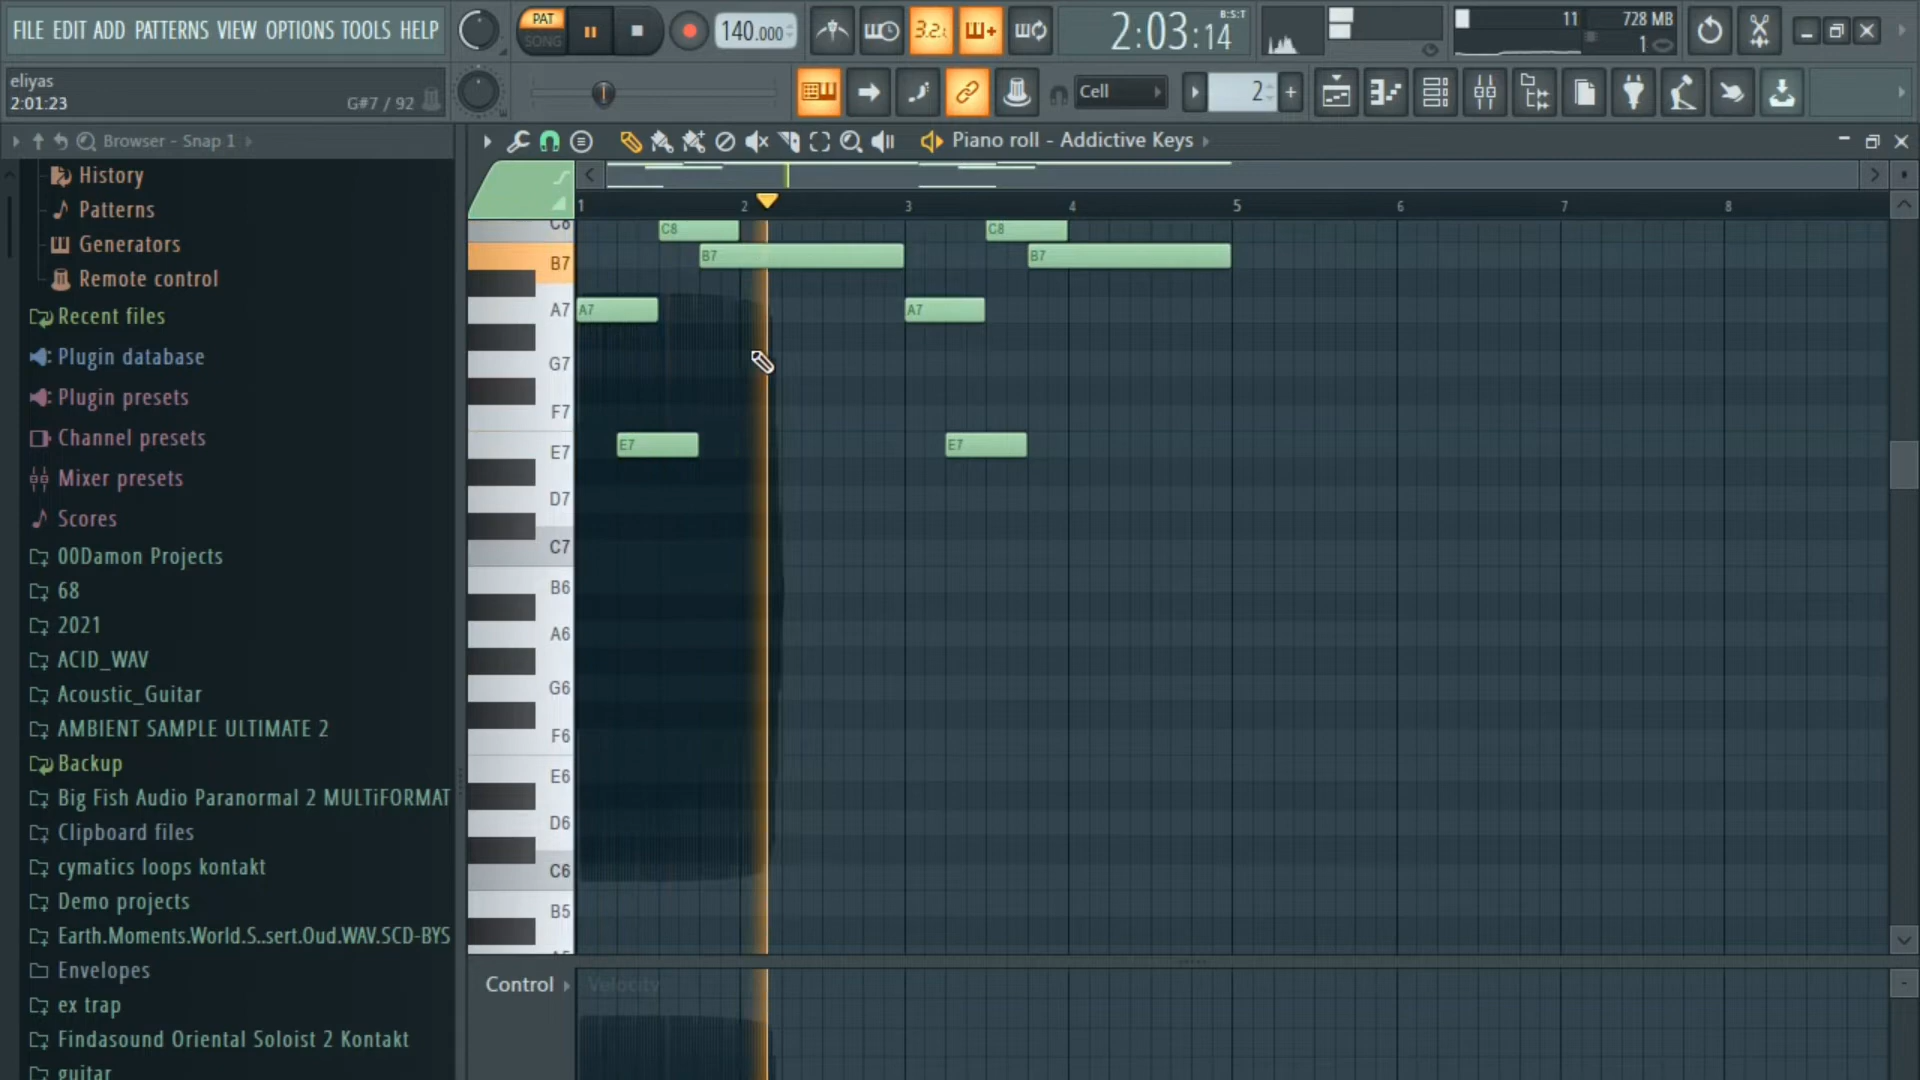 FILE EDIT ADD PATTERNS VIEW OPTIONS TOOLS HELP
PAT
SONG
140.000
3.2.
2:03:14
B:S:T
11
728 MB
1
eliyas
2:01:23
G#7 / 92
Cell
2
Browser - Snap 1
Piano roll - Addictive Keys
History
Patterns
Generators
Remote control
Recent files
Plugin database
Plugin presets
Channel presets
Mixer presets
Scores
00Damon Projects
68
2021
ACID_WAV
Acoustic_Guitar
AMBIENT SAMPLE ULTIMATE 2
Backup
Big Fish Audio Paranormal 2 MULTiFORMAT
Clipboard files
cymatics loops kontakt
Demo projects
Earth.Moments.World.S..sert.Oud.WAV.SCD-BYS
Envelopes
ex trap
Findasound Oriental Soloist 2 Kontakt
guitar
1 2 3 4 5 6 7 8
C8
B7
A7
G7
F7
E7
D7
C7
B6
A6
G6
F6
E6
D6
C6
B5
C8 C8
B7 B7
A7 A7
E7 E7
Control
Velocity